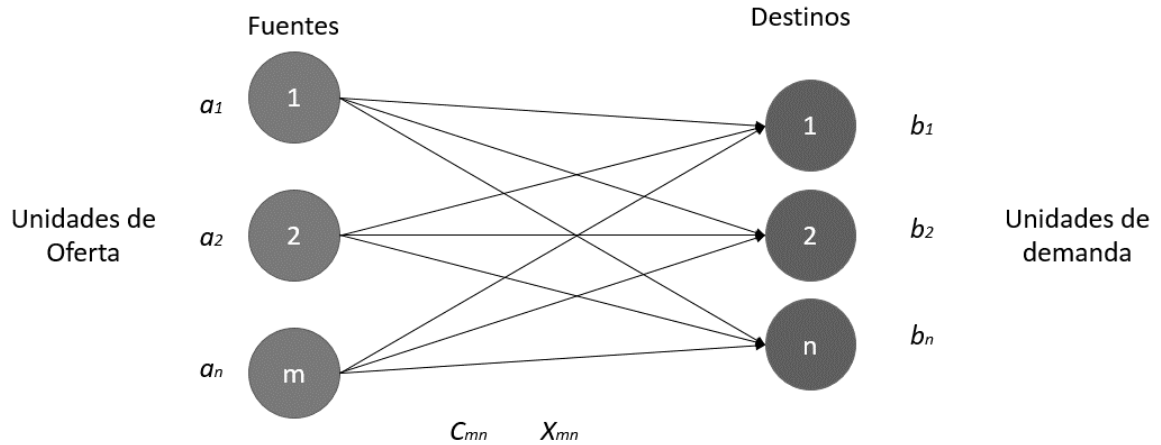 Fuentes
Destinos
a1
1
1
b1
Unidades de
Oferta
a2
2
2
b2
Unidades de
demanda
an
m
n
bn
Cmn
Xmn